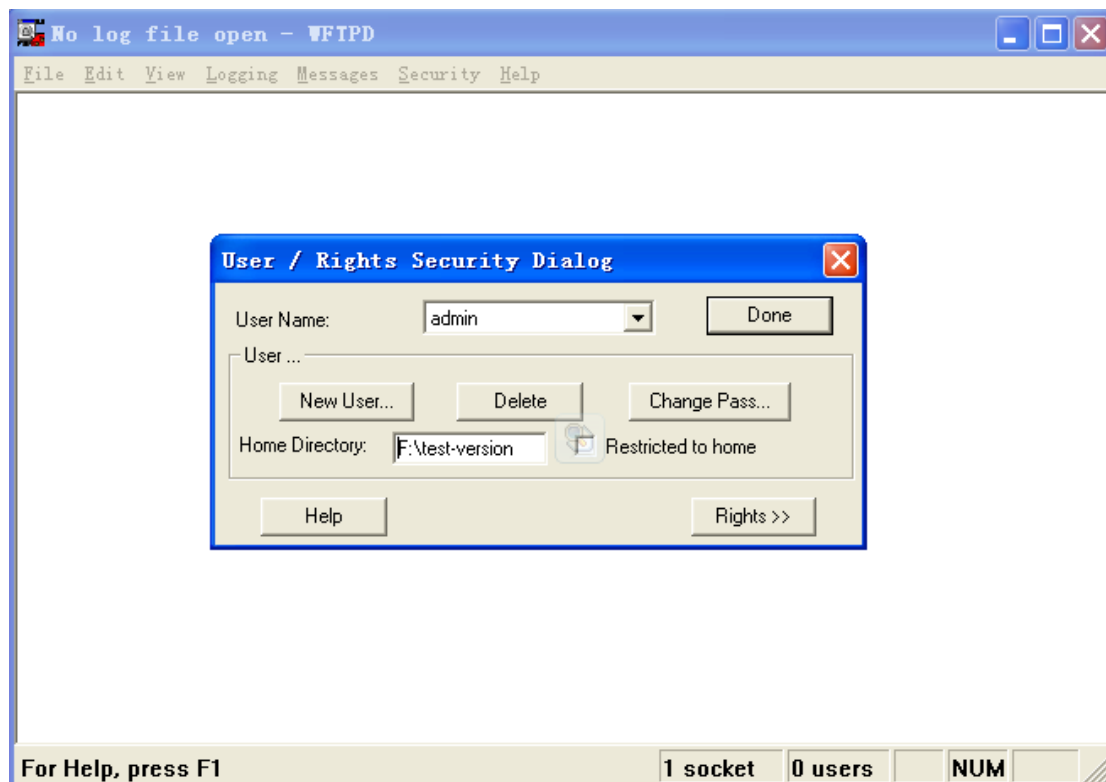 No log file open - WFTPD
File Edit View Logging Messages Security Help
User / Rights Security Dialog
User Name: admin Done
User ...
New User... Delete Change Pass...
Home Directory: F:\test-version Restricted to home
Help Rights >>
For Help, press F1 1 socket 0 users NUM